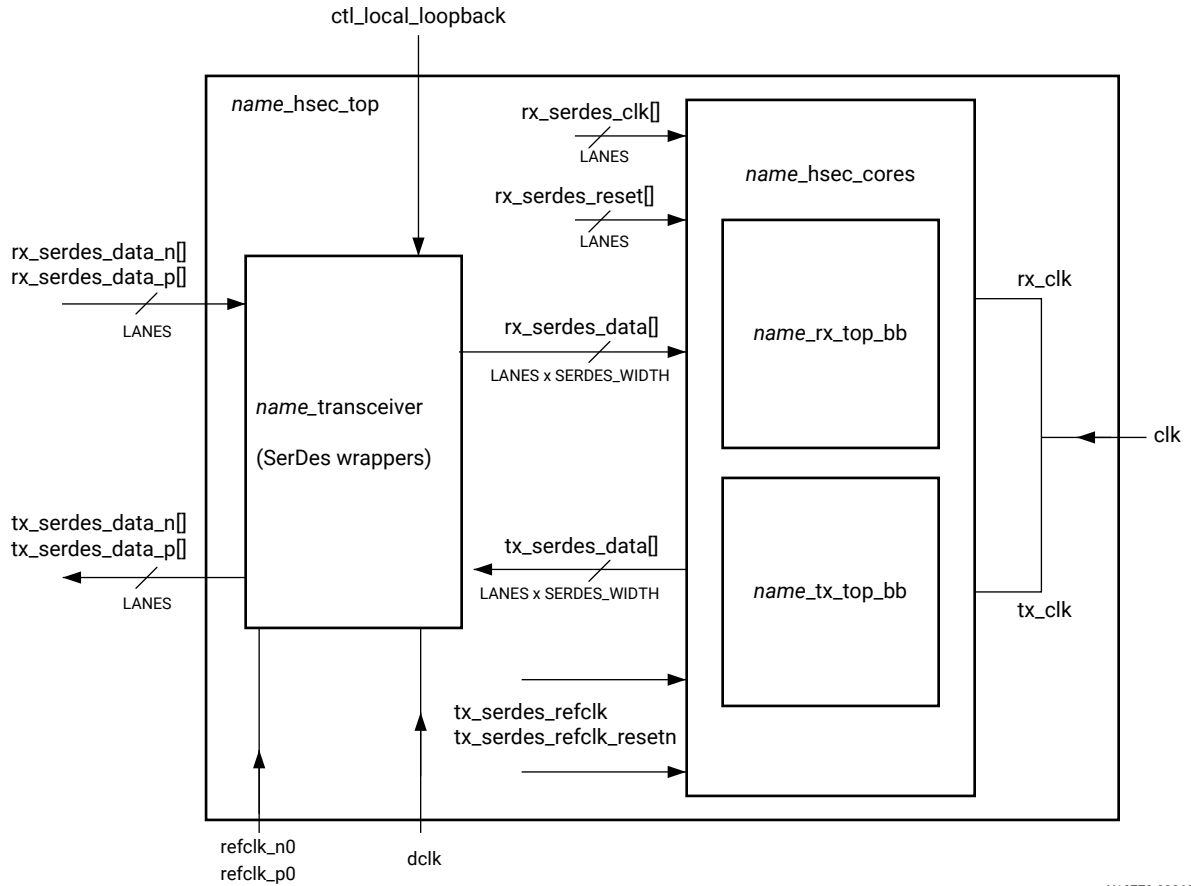 ctl_local_loopback
name_hsec_top
rx_serdes_clk[]
LANES
name_hsec_cores
rx_serdes_reset[]
LANES
rx_serdes_data_n[]
rx_serdes_data_p[]
LANES
rx_clk
rx_serdes_data[]
LANES x SERDES_WIDTH
name_rx_top_bb
name_transceiver
(SerDes wrappers)
clk
tx_serdes_data_n[]
tx_serdes_data_p[]
LANES
tx_serdes_data[]
LANES x SERDES_WIDTH
name_tx_top_bb
tx_clk
tx_serdes_refclk
tx_serdes_refclk_resetn
refclk_n0
refclk_p0
dclk